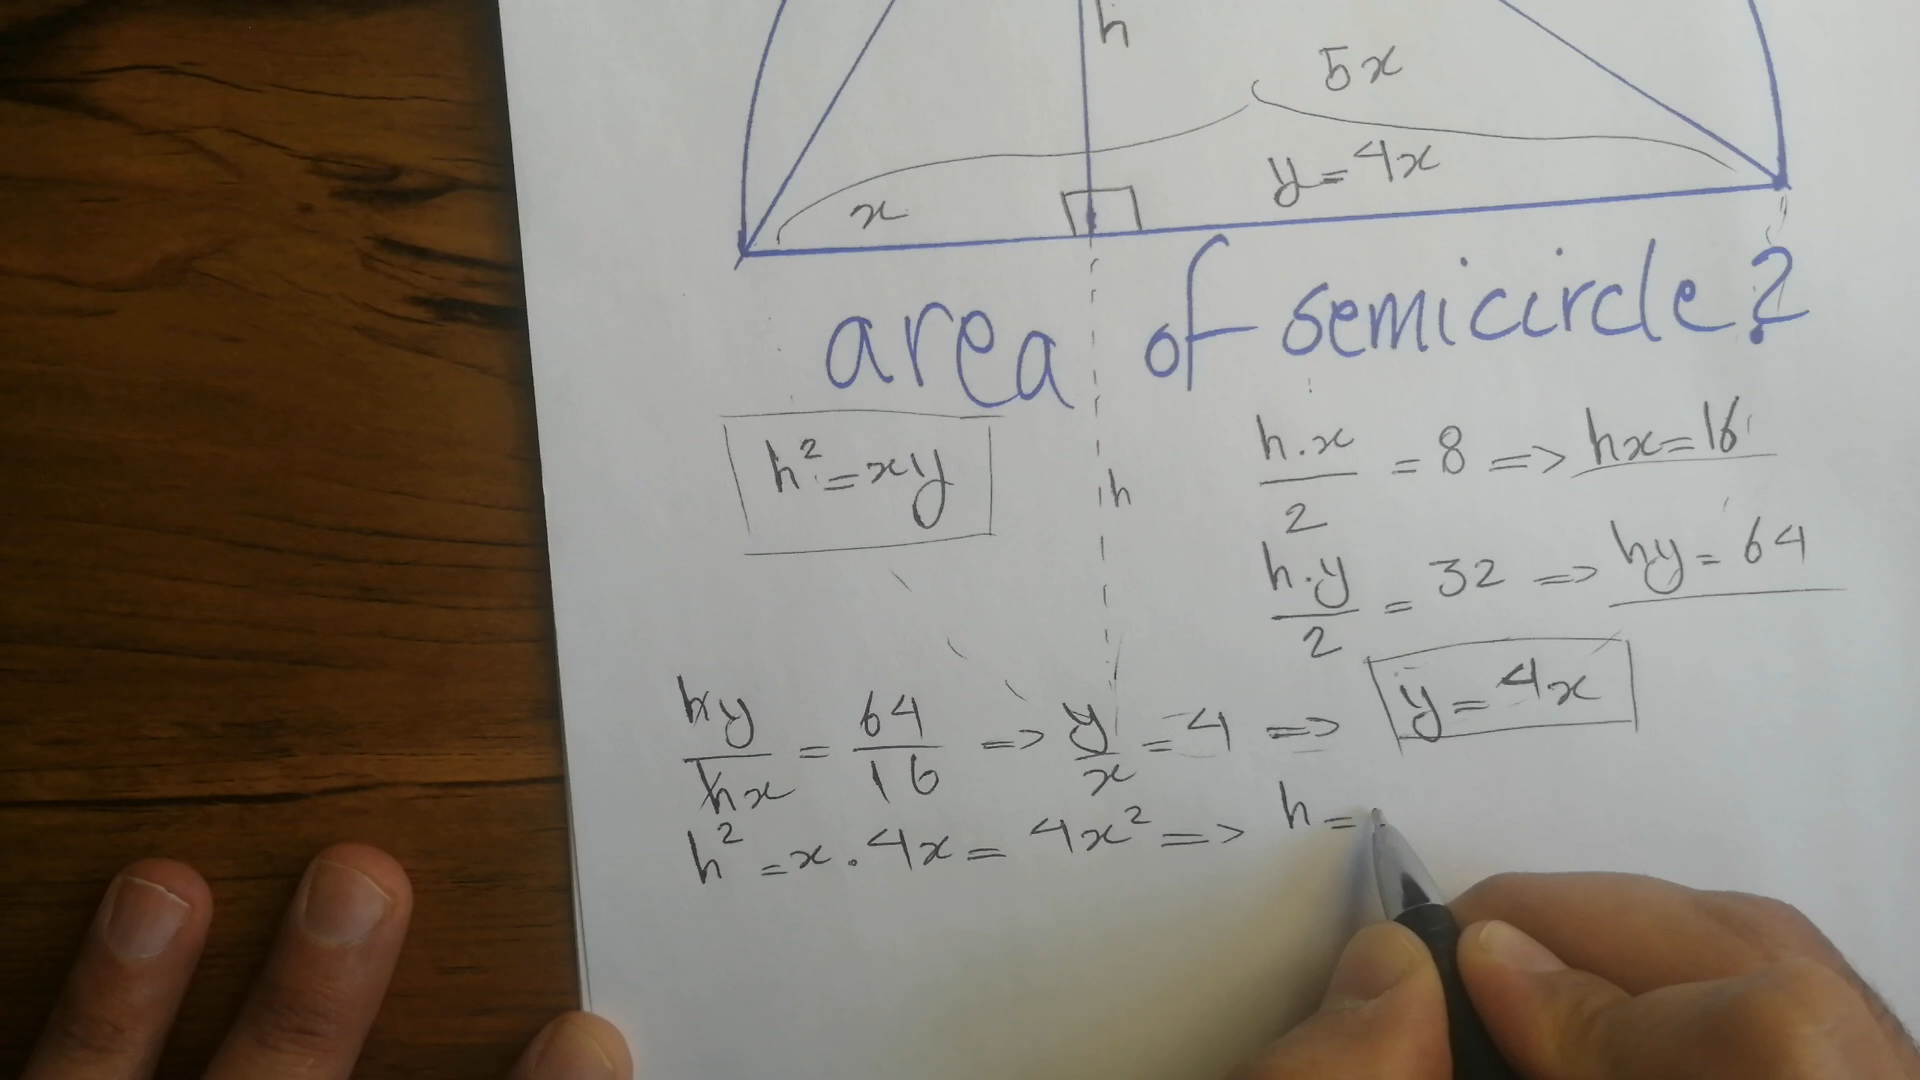 h
5x
x
y=4x
area of semicircle?
h²=xy
h
h.x/2 = 8 => hx=16
h.y/2 = 32 => hy=64
hy/hx = 64/16 => y/x = 4 => y=4x
h²=x.4x=4x² => h=